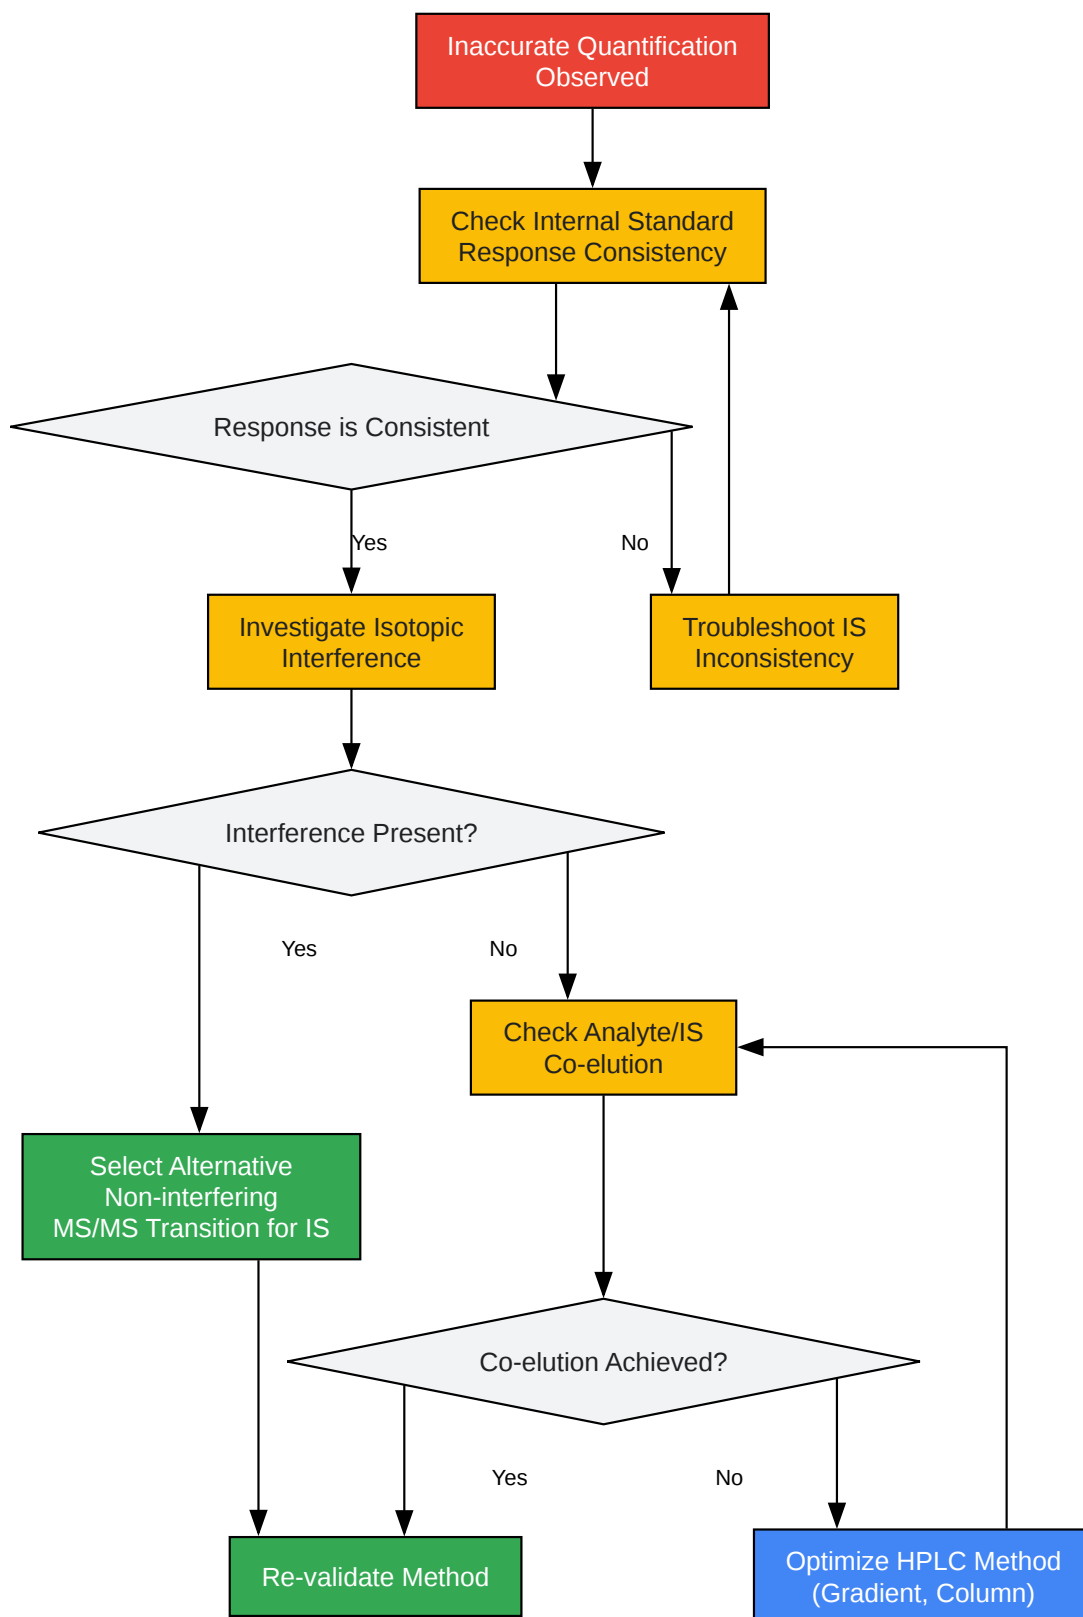 Inaccurate Quantification
Observed
Check Internal Standard
Response Consistency
Response is Consistent
Yes
No
Investigate Isotopic
Interference
Troubleshoot IS
Inconsistency
Interference Present?
Yes
No
Check Analyte/IS
Co-elution
Select Alternative
Non-interfering
MS/MS Transition for IS
Co-elution Achieved?
Yes
No
Re-validate Method
Optimize HPLC Method
(Gradient, Column)